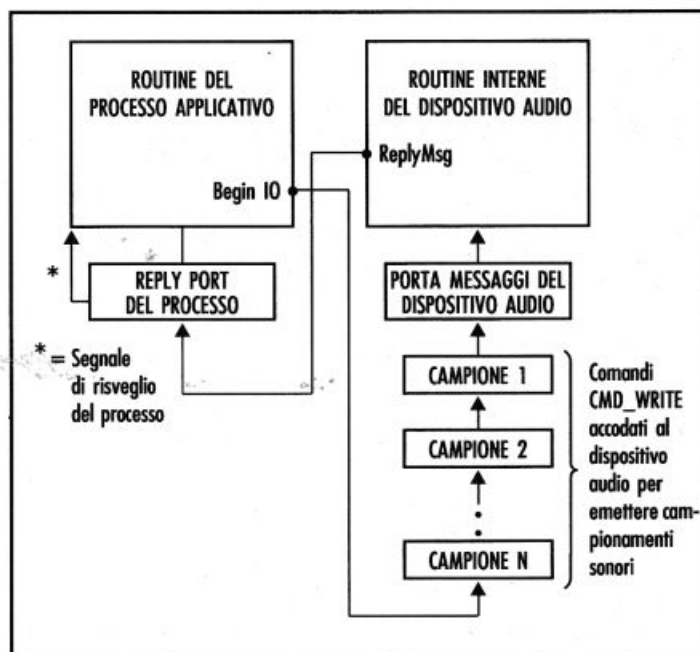 ROUTINE DEL
PROCESSO APPLICATIVO
Begin IO
ROUTINE INTERNE
DEL DISPOSITIVO AUDIO
ReplyMsg
*
REPLY PORT
DEL PROCESSO
* = Segnale
di risveglio
del processo
PORTA MESSAGGI DEL
DISPOSITIVO AUDIO
CAMPIONE 1
CAMPIONE 2
CAMPIONE N
Comandi
CMD_WRITE
accodati al
dispositivo
audio per
emettere cam-
pionamenti
sonori